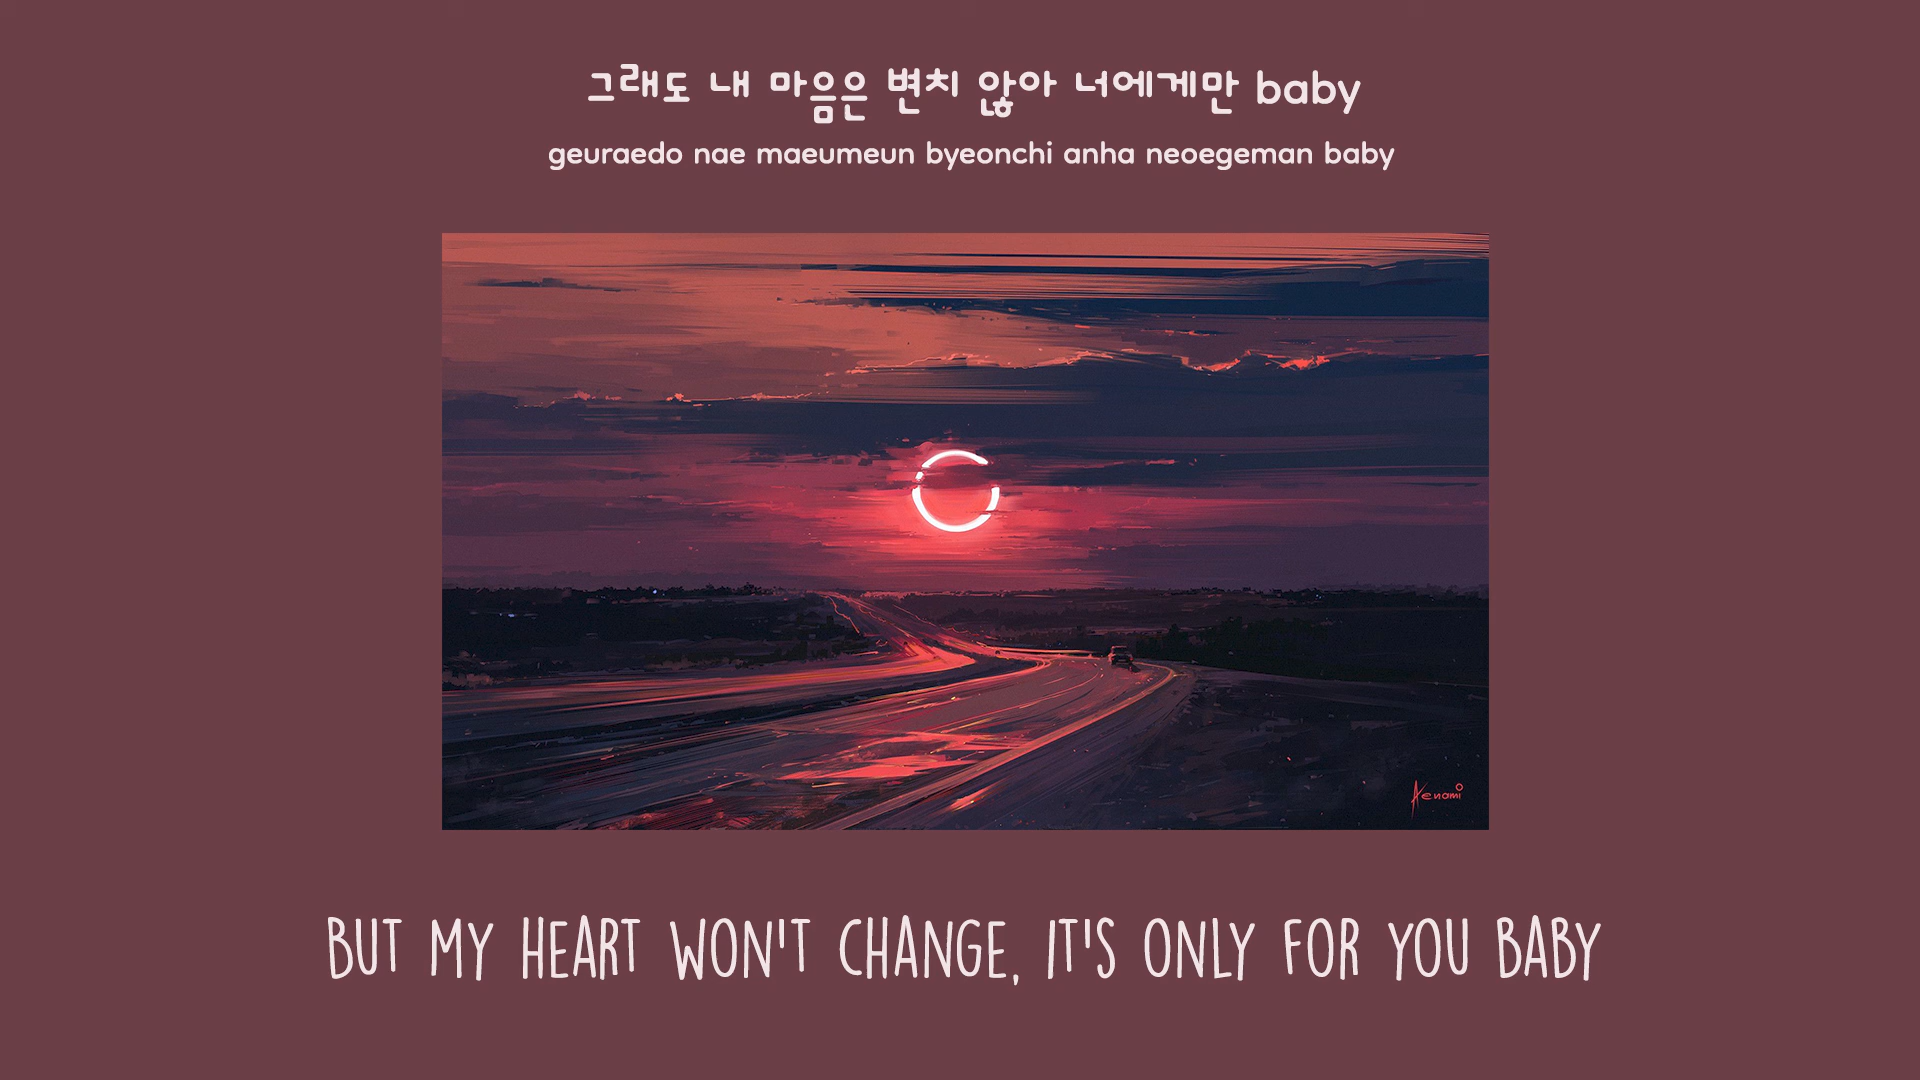 그래도 내 마음은 변치 않아 너에게만 baby
geuraedo nae maeumeun byeonchi anha neoegeman baby
Aenami
BUT MY HEART WON'T CHANGE, IT'S ONLY FOR YOU BABY